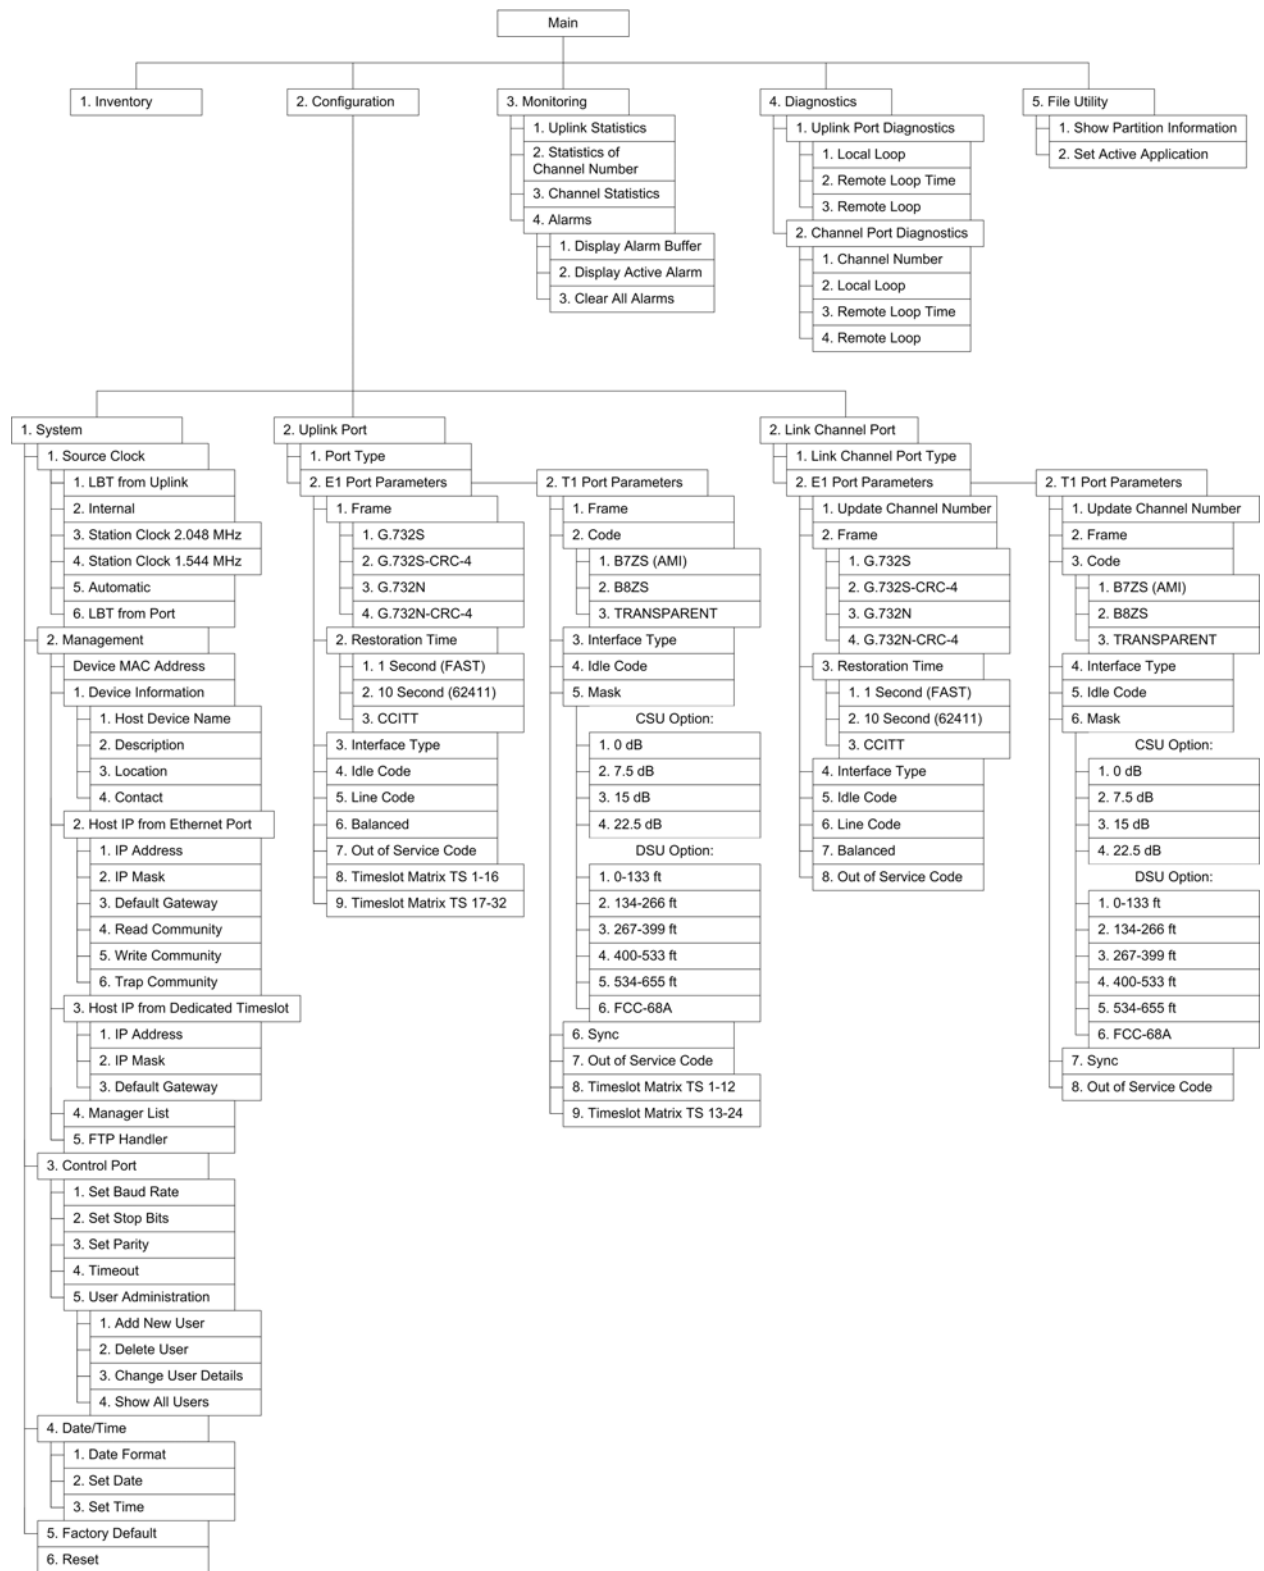 Main
1. Inventory
2. Configuration
3. Monitoring
1. Uplink Statistics
2. Statistics of
Channel Number
3. Channel Statistics
4. Alarms
1. Display Alarm Buffer
2. Display Active Alarm
3. Clear All Alarms
4. Diagnostics
1. Uplink Port Diagnostics
1. Local Loop
2. Remote Loop Time
3. Remote Loop
2. Channel Port Diagnostics
1. Channel Number
2. Local Loop
3. Remote Loop Time
4. Remote Loop
5. File Utility
1. Show Partition Information
2. Set Active Application
1. System
1. Source Clock
1. LBT from Uplink
2. Internal
3. Station Clock 2.048 MHz
4. Station Clock 1.544 MHz
5. Automatic
6. LBT from Port
2. Management
Device MAC Address
1. Device Information
1. Host Device Name
2. Description
3. Location
4. Contact
2. Host IP from Ethernet Port
1. IP Address
2. IP Mask
3. Default Gateway
4. Read Community
5. Write Community
6. Trap Community
3. Host IP from Dedicated Timeslot
1. IP Address
2. IP Mask
3. Default Gateway
4. Manager List
5. FTP Handler
3. Control Port
1. Set Baud Rate
2. Set Stop Bits
3. Set Parity
4. Timeout
5. User Administration
1. Add New User
2. Delete User
3. Change User Details
4. Show All Users
4. Date/Time
1. Date Format
2. Set Date
3. Set Time
5. Factory Default
6. Reset
2. Uplink Port
1. Port Type
2. E1 Port Parameters
1. Frame
1. G.732S
2. G.732S-CRC-4
3. G.732N
4. G.732N-CRC-4
2. Restoration Time
1. 1 Second (FAST)
2. 10 Second (62411)
3. CCITT
3. Interface Type
4. Idle Code
5. Line Code
6. Balanced
7. Out of Service Code
8. Timeslot Matrix TS 1-16
9. Timeslot Matrix TS 17-32
2. T1 Port Parameters
1. Frame
2. Code
1. B7ZS (AMI)
2. B8ZS
3. TRANSPARENT
3. Interface Type
4. Idle Code
5. Mask
CSU Option:
1. 0 dB
2. 7.5 dB
3. 15 dB
4. 22.5 dB
DSU Option:
1. 0-133 ft
2. 134-266 ft
3. 267-399 ft
4. 400-533 ft
5. 534-655 ft
6. FCC-68A
6. Sync
7. Out of Service Code
8. Timeslot Matrix TS 1-12
9. Timeslot Matrix TS 13-24
2. Link Channel Port
1. Link Channel Port Type
2. E1 Port Parameters
1. Update Channel Number
2. Frame
1. G.732S
2. G.732S-CRC-4
3. G.732N
4. G.732N-CRC-4
3. Restoration Time
1. 1 Second (FAST)
2. 10 Second (62411)
3. CCITT
4. Interface Type
5. Idle Code
6. Line Code
7. Balanced
8. Out of Service Code
2. T1 Port Parameters
1. Update Channel Number
2. Frame
3. Code
1. B7ZS (AMI)
2. B8ZS
3. TRANSPARENT
4. Interface Type
5. Idle Code
6. Mask
CSU Option:
1. 0 dB
2. 7.5 dB
3. 15 dB
4. 22.5 dB
DSU Option:
1. 0-133 ft
2. 134-266 ft
3. 267-399 ft
4. 400-533 ft
5. 534-655 ft
6. FCC-68A
7. Sync
8. Out of Service Code